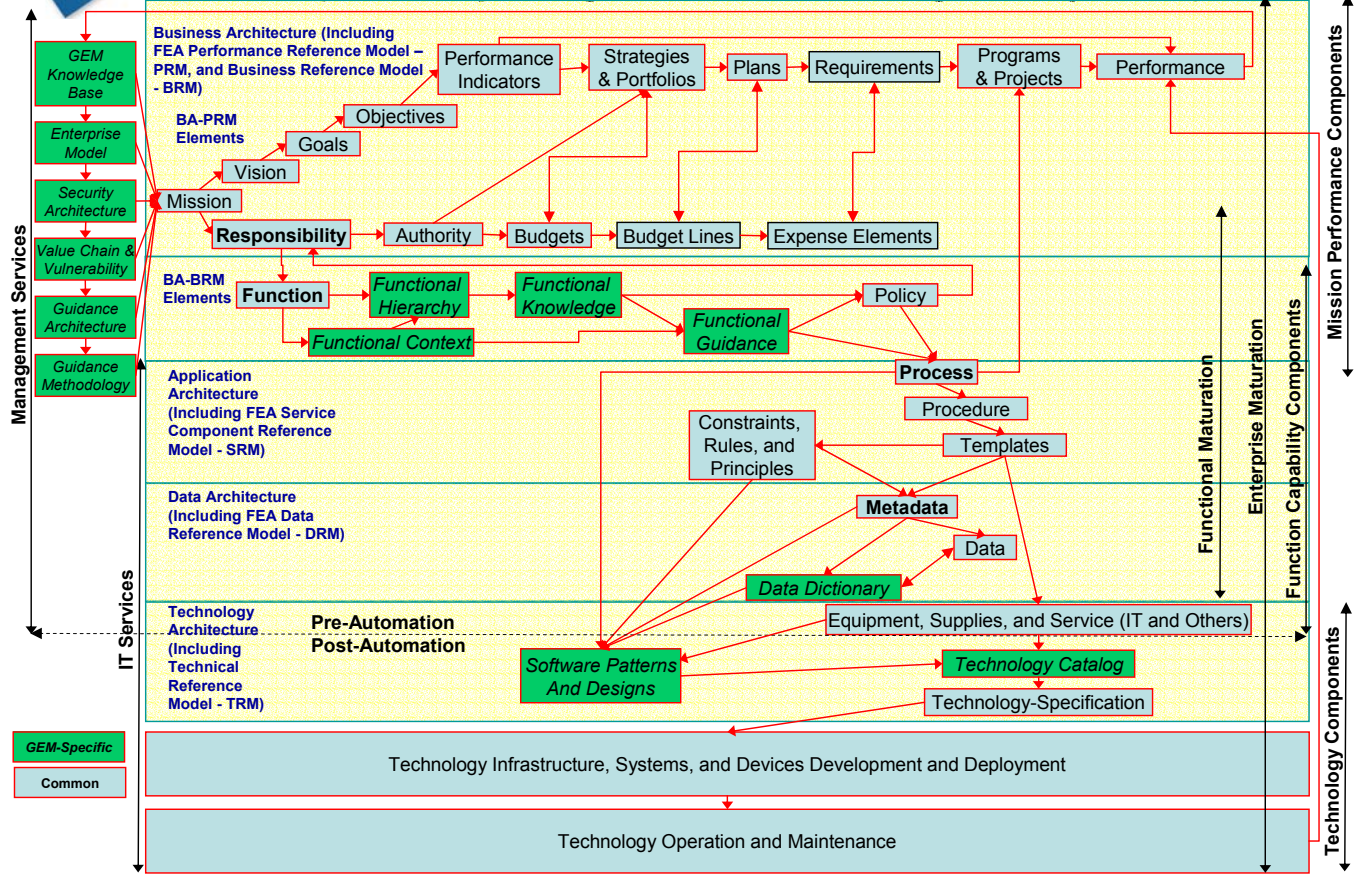 Business Architecture (Including
FEA Performance Reference Model –
PRM, and Business Reference Model
- BRM)
BA-PRM
Elements
GEM
Knowledge
Base
Enterprise
Model
Security
Architecture
Value Chain &
Vulnerability
Guidance
Architecture
Guidance
Methodology
Management Services
IT Services
Performance
Indicators
Strategies
& Portfolios
Plans
Requirements
Programs
& Projects
Performance
Objectives
Goals
Vision
Mission
Responsibility
Authority
Budgets
Budget Lines
Expense Elements
BA-BRM
Elements
Function
Functional
Hierarchy
Functional
Knowledge
Policy
Functional Context
Functional
Guidance
Application
Architecture
(Including FEA Service
Component Reference
Model - SRM)
Process
Procedure
Templates
Constraints,
Rules, and
Principles
Data Architecture
(Including FEA Data
Reference Model - DRM)
Metadata
Data
Data Dictionary
Technology
Architecture
(Including
Technical
Reference
Model - TRM)
Pre-Automation
Post-Automation
Equipment, Supplies, and Service (IT and Others)
Software Patterns
And Designs
Technology Catalog
Technology-Specification
Functional Maturation
Enterprise Maturation
Function Capability Components
Mission Performance Components
Technology Components
GEM-Specific
Common
Technology Infrastructure, Systems, and Devices Development and Deployment
Technology Operation and Maintenance